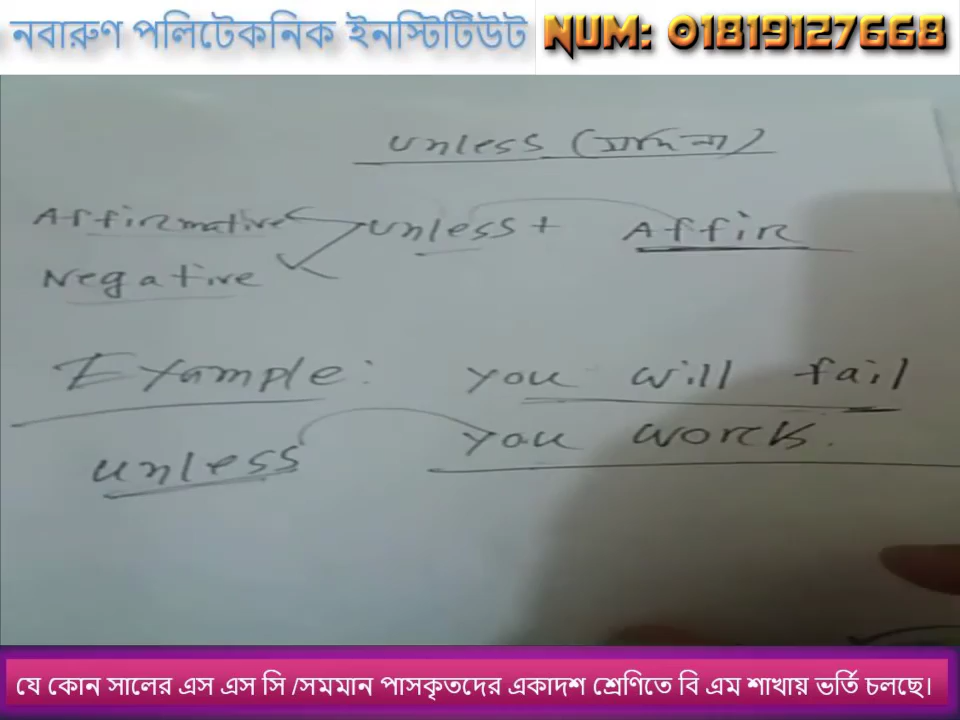 নবারুণ পলিটেকনিক ইনস্টিটিউট NUM: 01819127668
unless (যদি না)
Affirmative unless + Affir
Negative
Example: you will fail
unless you work.
যে কোন সালের এস এস সি /সমমান পাসকৃতদের একাদশ শ্রেণিতে বি এম শাখায় ভর্তি চলছে।